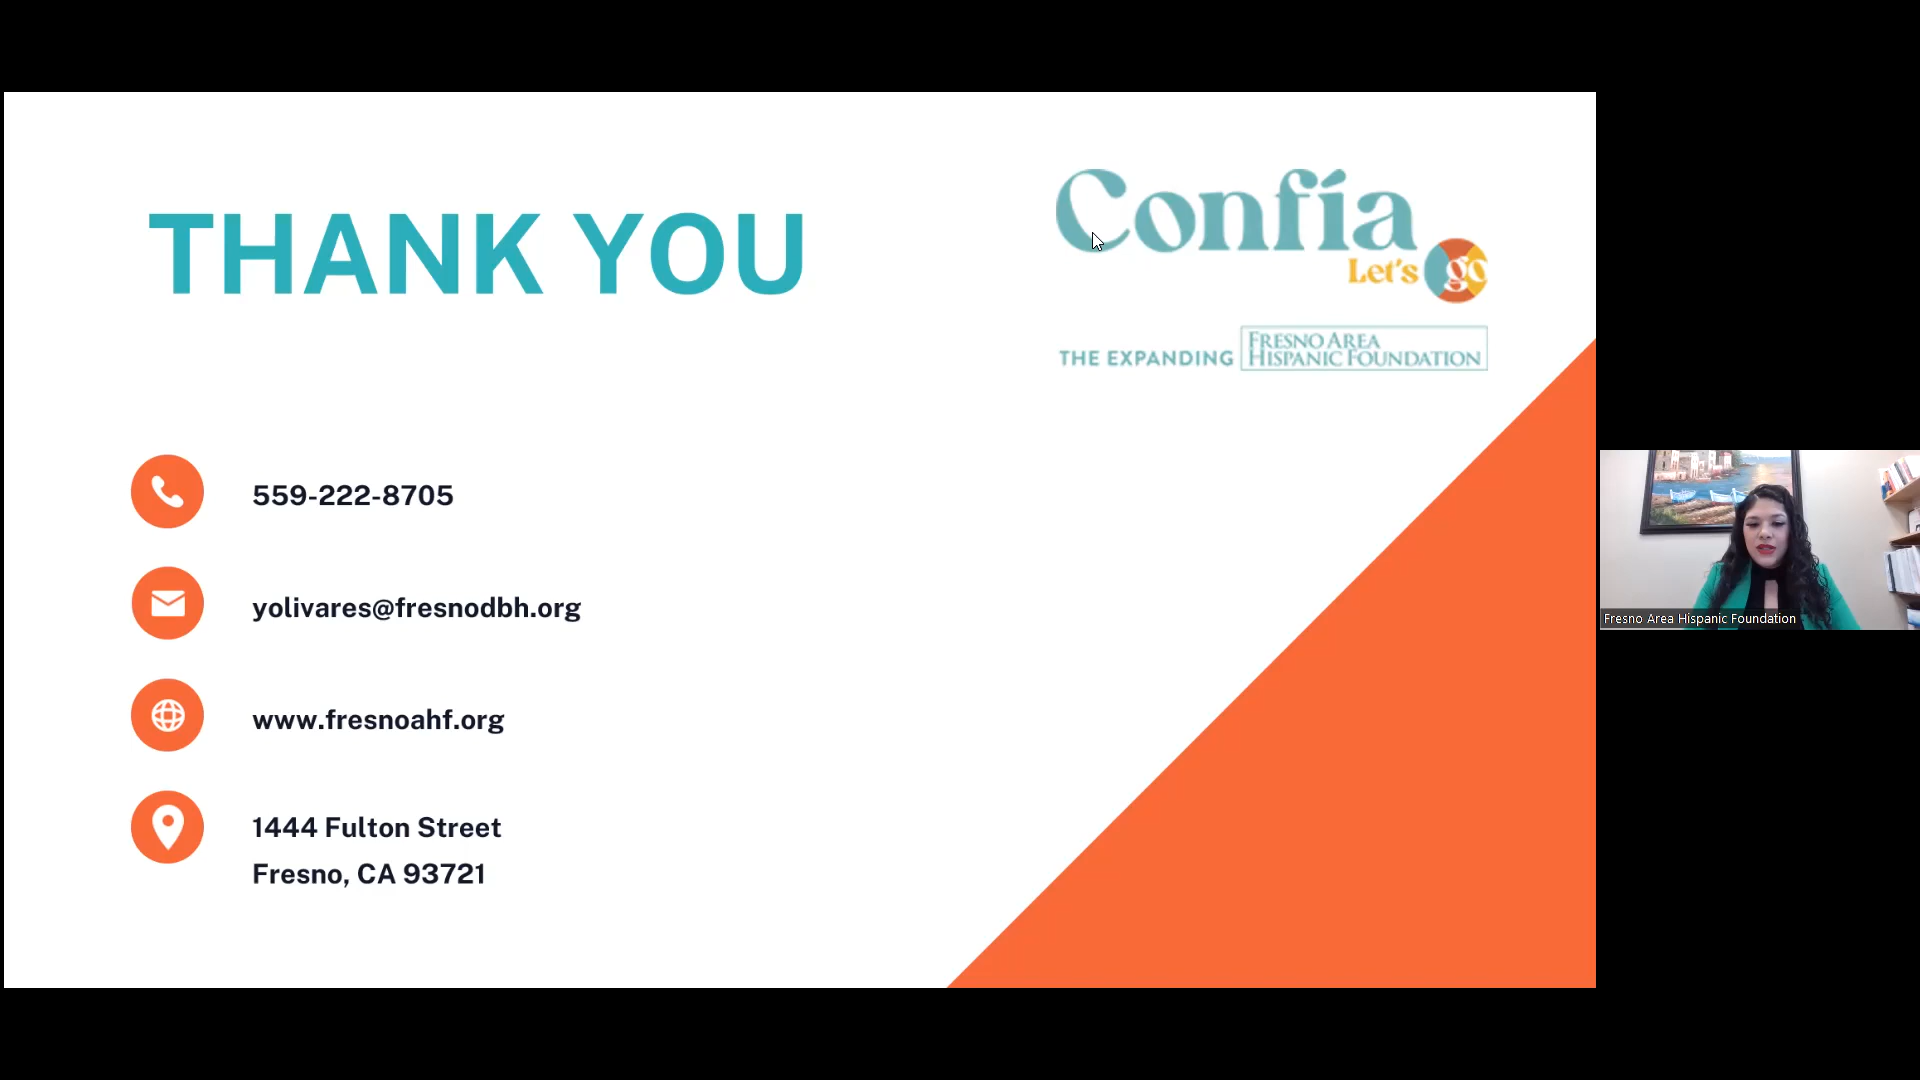 THANK YOU
Confía
Let's go
THE EXPANDING FRESNO AREA
HISPANIC FOUNDATION
559-222-8705
yolivares@fresnodbh.org
www.fresnoahf.org
1444 Fulton Street
Fresno, CA 93721
Fresno Area Hispanic Foundation